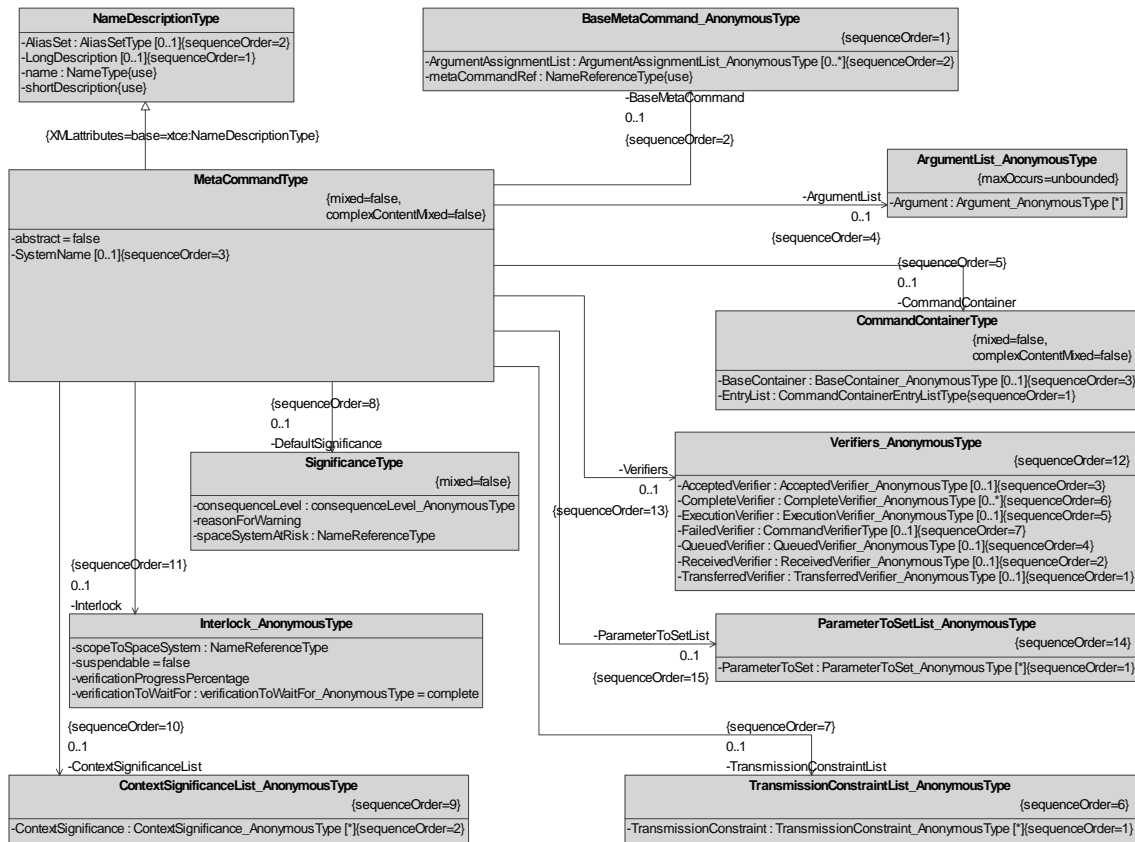 NameDescriptionType
-AliasSet : AliasSetType [0..1]{sequenceOrder=2}
-LongDescription [0..1]{sequenceOrder=1}
-name : NameType{use}
-shortDescription{use}
{XMLattributes=base=xtce:NameDescriptionType}
BaseMetaCommand_AnonymousType
{sequenceOrder=1}
-ArgumentAssignmentList : ArgumentAssignmentList_AnonymousType [0..*]{sequenceOrder=2}
-metaCommandRef : NameReferenceType{use}
-BaseMetaCommand
0..1
{sequenceOrder=2}
MetaCommandType
{mixed=false,
complexContentMixed=false}
-abstract = false
-SystemName [0..1]{sequenceOrder=3}
ArgumentList_AnonymousType
{maxOccurs=unbounded}
-Argument : Argument_AnonymousType [*]
-ArgumentList
0..1
{sequenceOrder=4}
{sequenceOrder=5}
0..1
-CommandContainer
CommandContainerType
{mixed=false,
complexContentMixed=false}
-BaseContainer : BaseContainer_AnonymousType [0..1]{sequenceOrder=3}
-EntryList : CommandContainerEntryListType{sequenceOrder=1}
{sequenceOrder=8}
0..1
-DefaultSignificance
SignificanceType
{mixed=false}
-consequenceLevel : consequenceLevel_AnonymousType
-reasonForWarning
-spaceSystemAtRisk : NameReferenceType
-Verifiers
0..1
{sequenceOrder=13}
Verifiers_AnonymousType
{sequenceOrder=12}
-AcceptedVerifier : AcceptedVerifier_AnonymousType [0..1]{sequenceOrder=3}
-CompleteVerifier : CompleteVerifier_AnonymousType [0..*]{sequenceOrder=6}
-ExecutionVerifier : ExecutionVerifier_AnonymousType [0..1]{sequenceOrder=5}
-FailedVerifier : CommandVerifierType [0..1]{sequenceOrder=7}
-QueuedVerifier : QueuedVerifier_AnonymousType [0..1]{sequenceOrder=4}
-ReceivedVerifier : ReceivedVerifier_AnonymousType [0..1]{sequenceOrder=2}
-TransferredVerifier : TransferredVerifier_AnonymousType [0..1]{sequenceOrder=1}
{sequenceOrder=11}
0..1
-Interlock
Interlock_AnonymousType
-scopeToSpaceSystem : NameReferenceType
-suspendable = false
-verificationProgressPercentage
-verificationToWaitFor : verificationToWaitFor_AnonymousType = complete
-ParameterToSetList
0..1
{sequenceOrder=15}
ParameterToSetList_AnonymousType
{sequenceOrder=14}
-ParameterToSet : ParameterToSet_AnonymousType [*]{sequenceOrder=1}
{sequenceOrder=10}
0..1
-ContextSignificanceList
ContextSignificanceList_AnonymousType
{sequenceOrder=9}
-ContextSignificance : ContextSignificance_AnonymousType [*]{sequenceOrder=2}
{sequenceOrder=7}
0..1
-TransmissionConstraintList
TransmissionConstraintList_AnonymousType
{sequenceOrder=6}
-TransmissionConstraint : TransmissionConstraint_AnonymousType [*]{sequenceOrder=1}